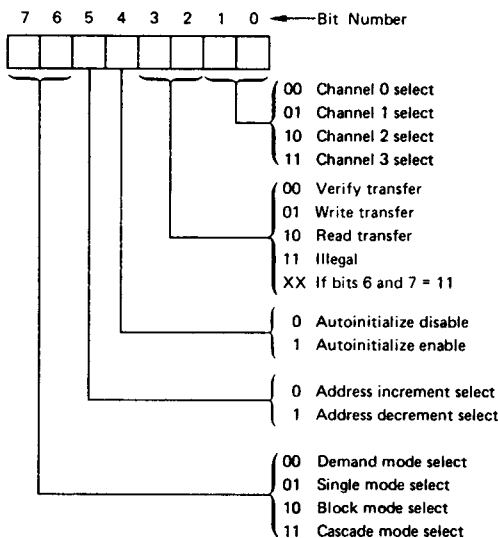 7 6 5 4 3 2 1 0 Bit Number
00 Channel 0 select
01 Channel 1 select
10 Channel 2 select
11 Channel 3 select
00 Verify transfer
01 Write transfer
10 Read transfer
11 Illegal
XX If bits 6 and 7 = 11
0 Autoinitialize disable
1 Autoinitialize enable
0 Address increment select
1 Address decrement select
00 Demand mode select
01 Single mode select
10 Block mode select
11 Cascade mode select